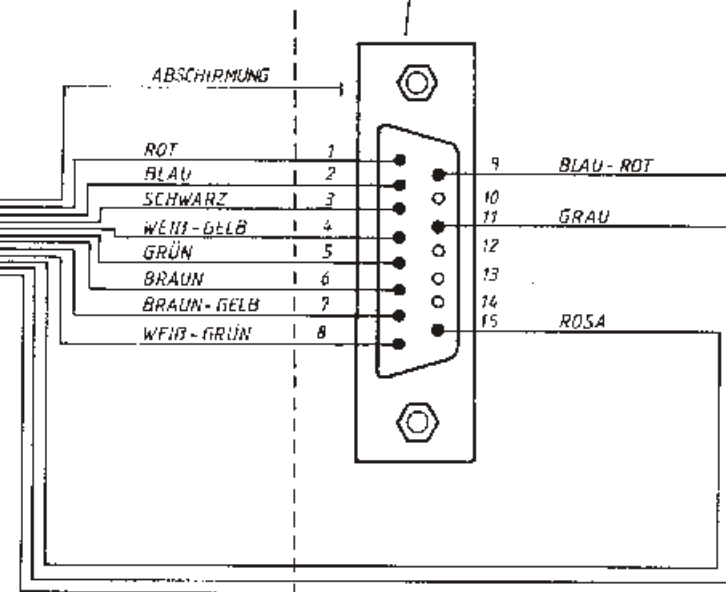 ABSCHIRMUNG
ROT 1
BLAU 2
SCHWARZ 3
WEIß-GELB 4
GRÜN 5
BRAUN 6
BRAUN-GELB 7
WEIß-GRÜN 8
9 BLAU-ROT
10
11 GRAU
12
13
14
15 ROSA